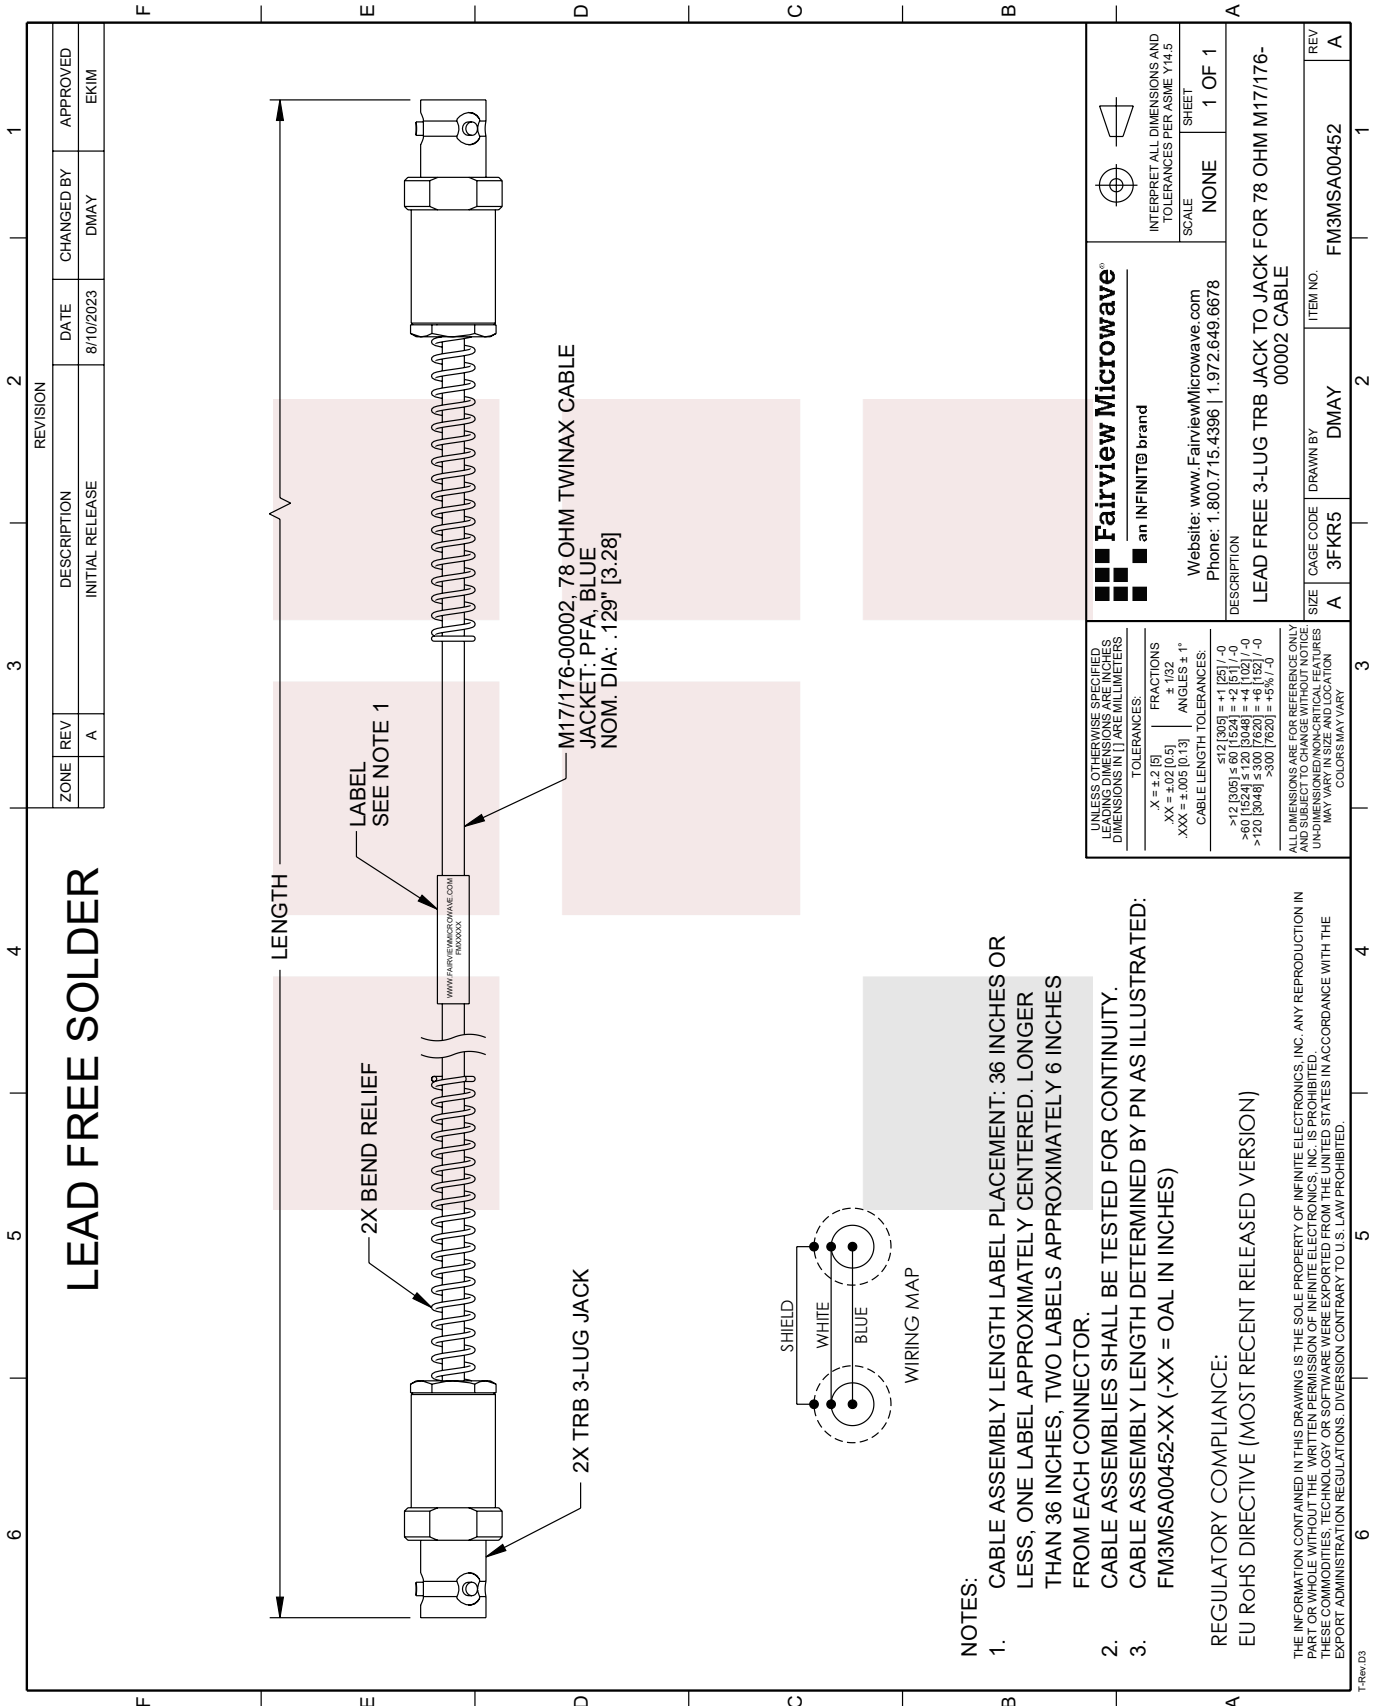 LEAD FREE SOLDER
REVISION
ZONE REV DESCRIPTION DATE CHANGED BY APPROVED
A INITIAL RELEASE 8/10/2023 DMAY EKIM
6 5 4 3 2 1
F
E
D
C
B
A
LENGTH
2X BEND RELIEF
LABEL
SEE NOTE 1
WWW.FAIRVIEWMICROWAVE.COM
FMXXXXX
2X TRB 3-LUG JACK
M17/176-00002, 78 OHM TWINAX CABLE
JACKET: PFA, BLUE
NOM. DIA: .129" [3.28]
SHIELD
WHITE
BLUE
WIRING MAP
NOTES:
1. CABLE ASSEMBLY LENGTH LABEL PLACEMENT: 36 INCHES OR
LESS, ONE LABEL APPROXIMATELY CENTERED. LONGER
THAN 36 INCHES, TWO LABELS APPROXIMATELY 6 INCHES
FROM EACH CONNECTOR.
2. CABLE ASSEMBLIES SHALL BE TESTED FOR CONTINUITY.
3. CABLE ASSEMBLY LENGTH DETERMINED BY PN AS ILLUSTRATED:
FM3MSA00452-XX (-XX = OAL IN INCHES)
REGULATORY COMPLIANCE:
EU RoHS DIRECTIVE (MOST RECENT RELEASED VERSION)
THE INFORMATION CONTAINED IN THIS DRAWING IS THE SOLE PROPERTY OF INFINITE ELECTRONICS, INC. ANY REPRODUCTION IN
PART OR WHOLE WITHOUT THE WRITTEN PERMISSION OF INFINITE ELECTRONICS, INC. IS PROHIBITED.
THESE COMMODITIES, TECHNOLOGY OR SOFTWARE WERE EXPORTED FROM THE UNITED STATES IN ACCORDANCE WITH THE
EXPORT ADMINISTRATION REGULATIONS. DIVERSION CONTRARY TO U.S. LAW PROHIBITED.
UNLESS OTHERWISE SPECIFIED
LEADING DIMENSIONS ARE INCHES
DIMENSIONS IN [ ] ARE MILLIMETERS
TOLERANCES:
.X = ±.2 [5] FRACTIONS
.XX = ±.02 [0.5] ± 1/32
.XXX = ±.005 [0.13] ANGLES ± 1°
CABLE LENGTH TOLERANCES:
≤12 [305] = +1 [25] / -0
>12 [305] ≤ 60 [1524] = +2 [51] / -0
>60 [1524] ≤ 120 [3048] = +4 [102] / -0
>120 [3048] ≤ 300 [7620] = +6 [152] / -0
>300 [7620] = +5% / -0
ALL DIMENSIONS ARE FOR REFERENCE ONLY
AND SUBJECT TO CHANGE WITHOUT NOTICE.
UN-DIMENSIONED/NON-CRITICAL FEATURES
MAY VARY IN SIZE AND LOCATION
COLORS MAY VARY
Fairview Microwave®
an INFINITE brand
Website: www.FairviewMicrowave.com
Phone: 1.800.715.4396 | 1.972.649.6678
INTERPRET ALL DIMENSIONS AND
TOLERANCES PER ASME Y14.5
SCALE NONE SHEET 1 OF 1
DESCRIPTION
LEAD FREE 3-LUG TRB JACK TO JACK FOR 78 OHM M17/176-
00002 CABLE
SIZE CAGE CODE DRAWN BY ITEM NO. REV
A 3FKR5 DMAY FM3MSA00452 A
6 5 4 3 2 1
F
E
D
C
B
A
T-Rev.D3